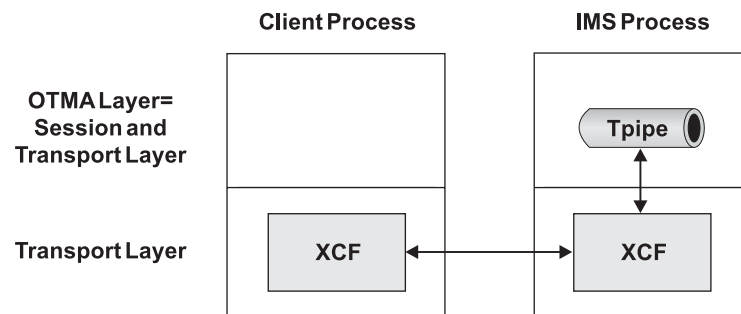 Client Process
IMS Process
OTMA Layer=
Session and
Transport Layer
Tpipe
Transport Layer
XCF
XCF